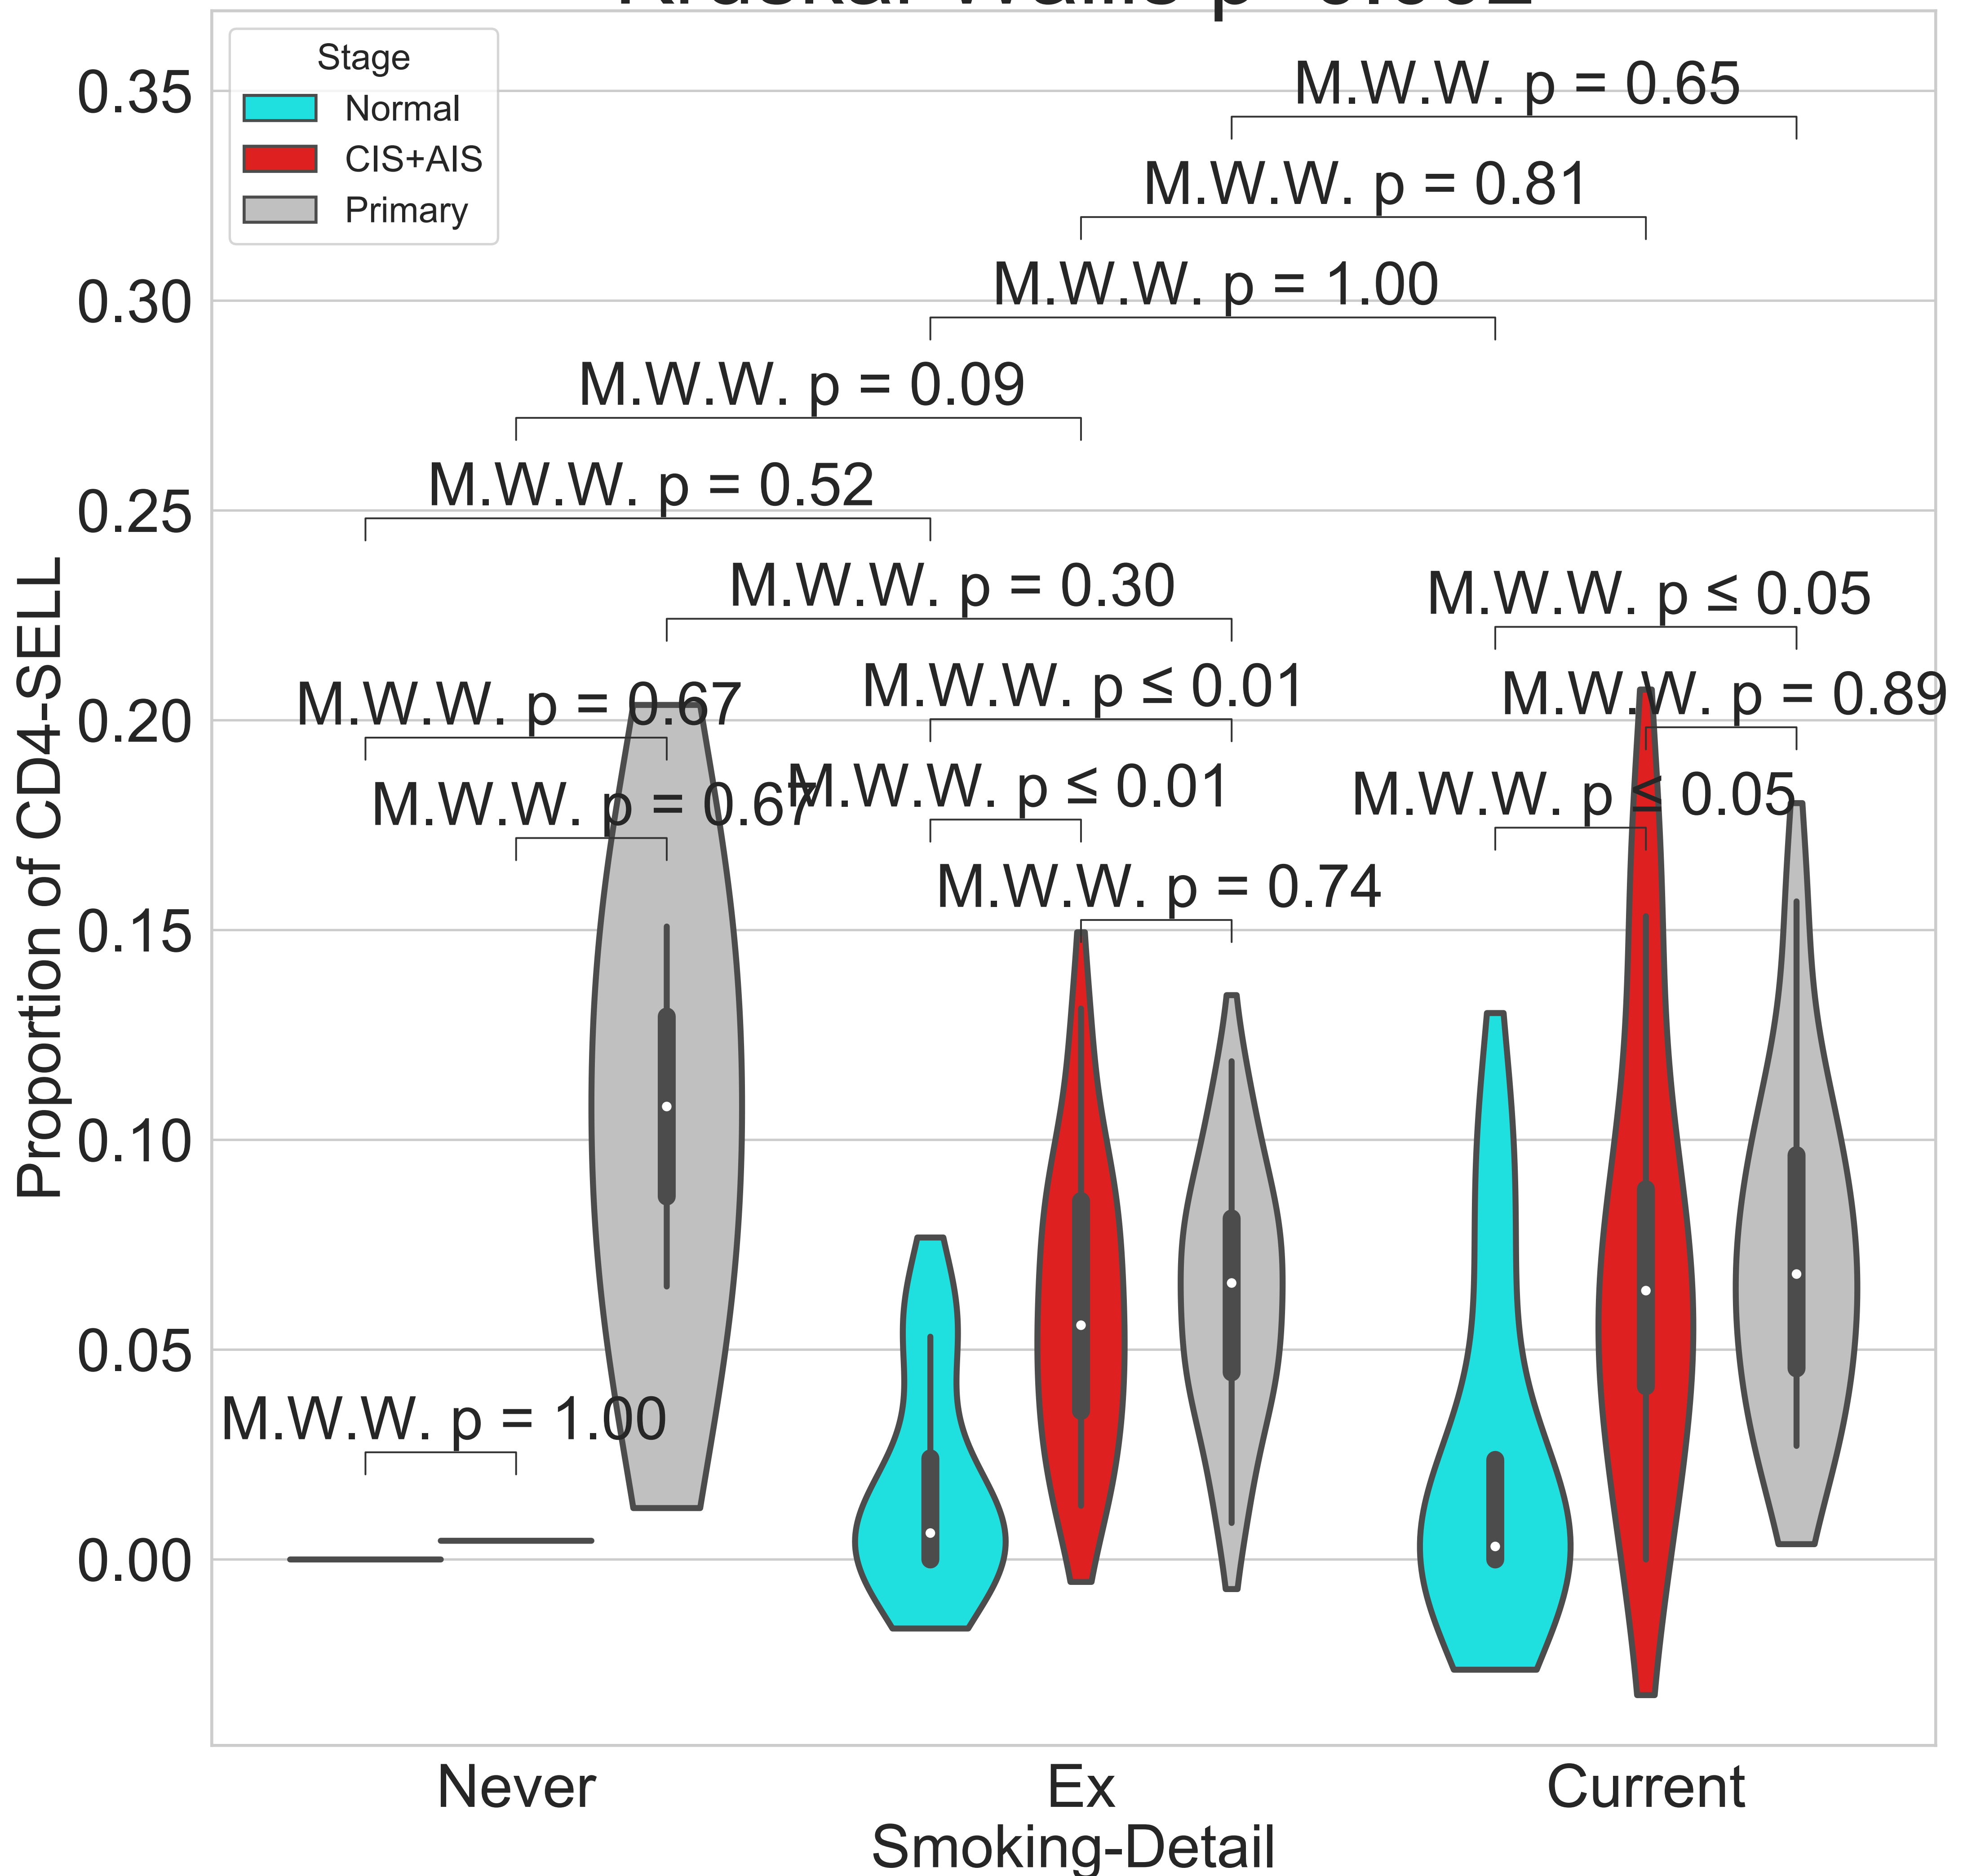 Stage
Normal
CIS+AIS
Primary
M.W.W. p = 0.65
M.W.W. p = 0.81
M.W.W. p = 1.00
M.W.W. p = 0.09
M.W.W. p = 0.52
M.W.W. p = 0.30
M.W.W. p ≤ 0.05
M.W.W. p ≤ 0.01
M.W.W. p = 0.67
M.W.W. p = 0.89
M.W.W. p = 0.67
M.W.W. p ≤ 0.01
M.W.W. p ≤ 0.05
M.W.W. p = 0.74
M.W.W. p = 1.00
0.35
0.30
0.25
0.20
0.15
0.10
0.05
0.00
Proportion of CD4-SELL
Never
Ex
Current
Smoking-Detail